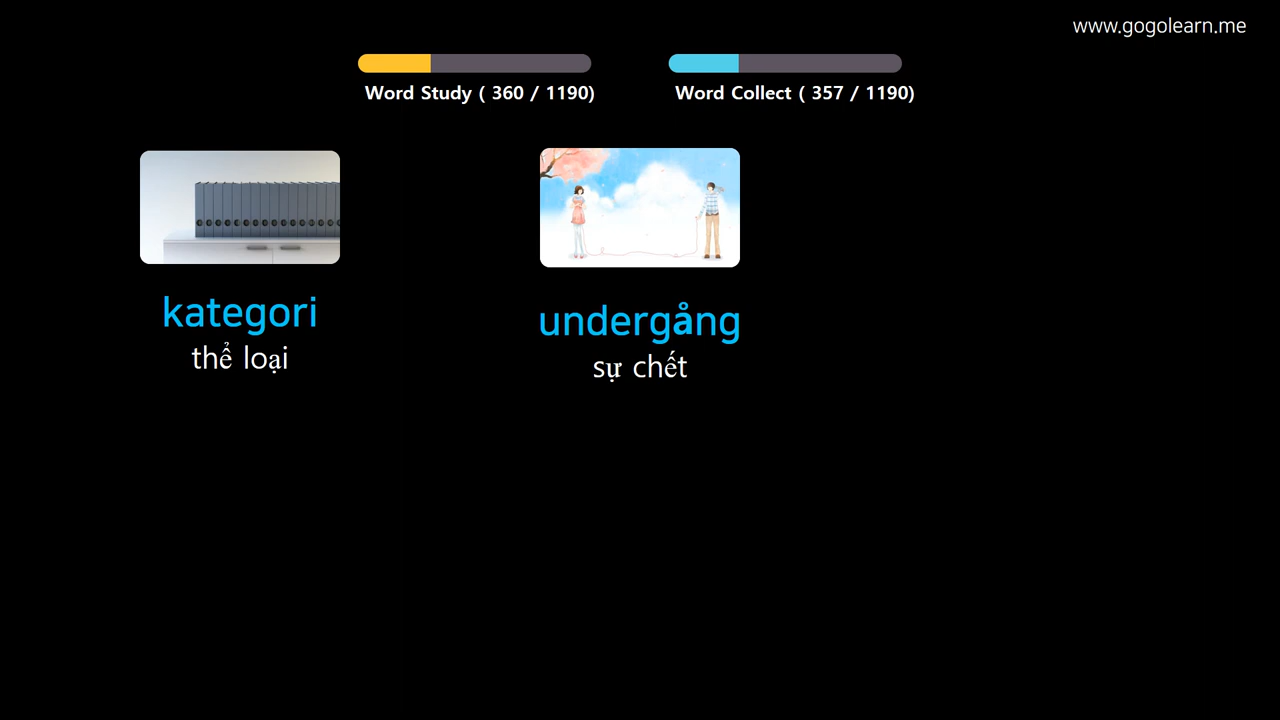 www.gogolearn.me
Word Study ( 360 / 1190)
Word Collect ( 357 / 1190)
kategori
thể loại
undergång
sự chết